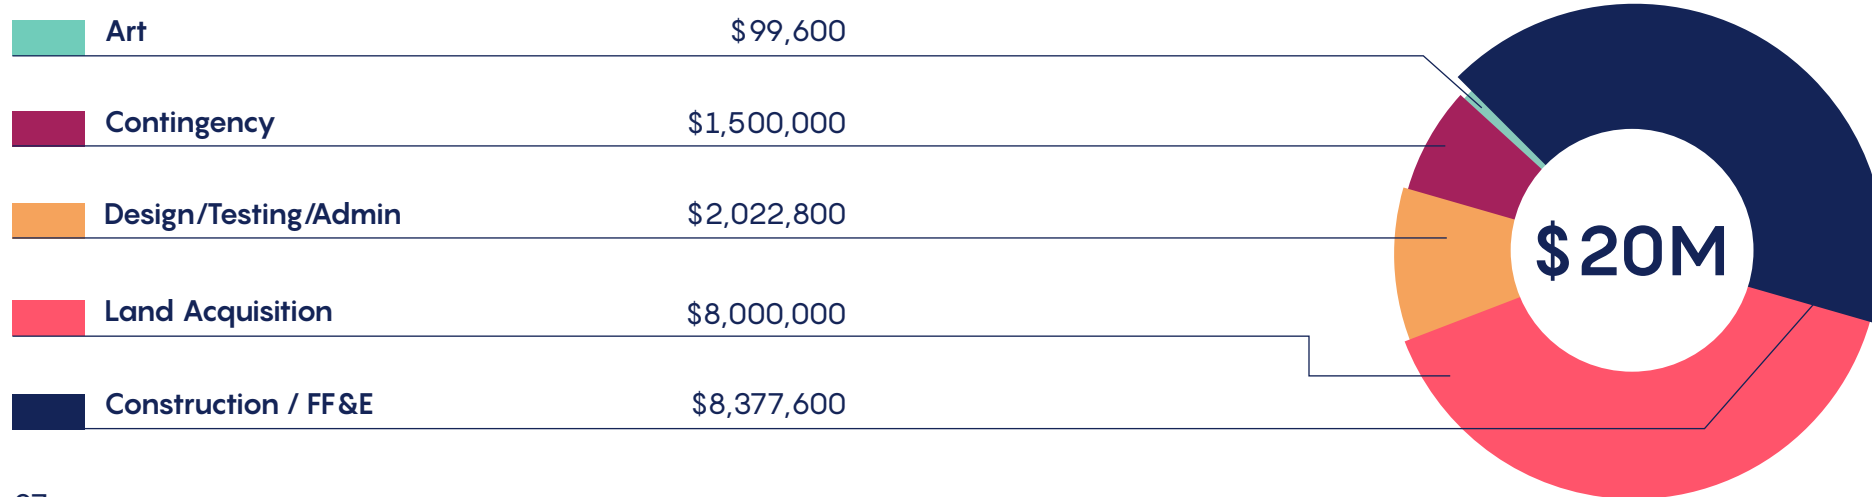 Art $99,600
Contingency $1,500,000
Design/Testing/Admin $2,022,800
Land Acquisition $8,000,000
Construction / FF&E $8,377,600
$20M